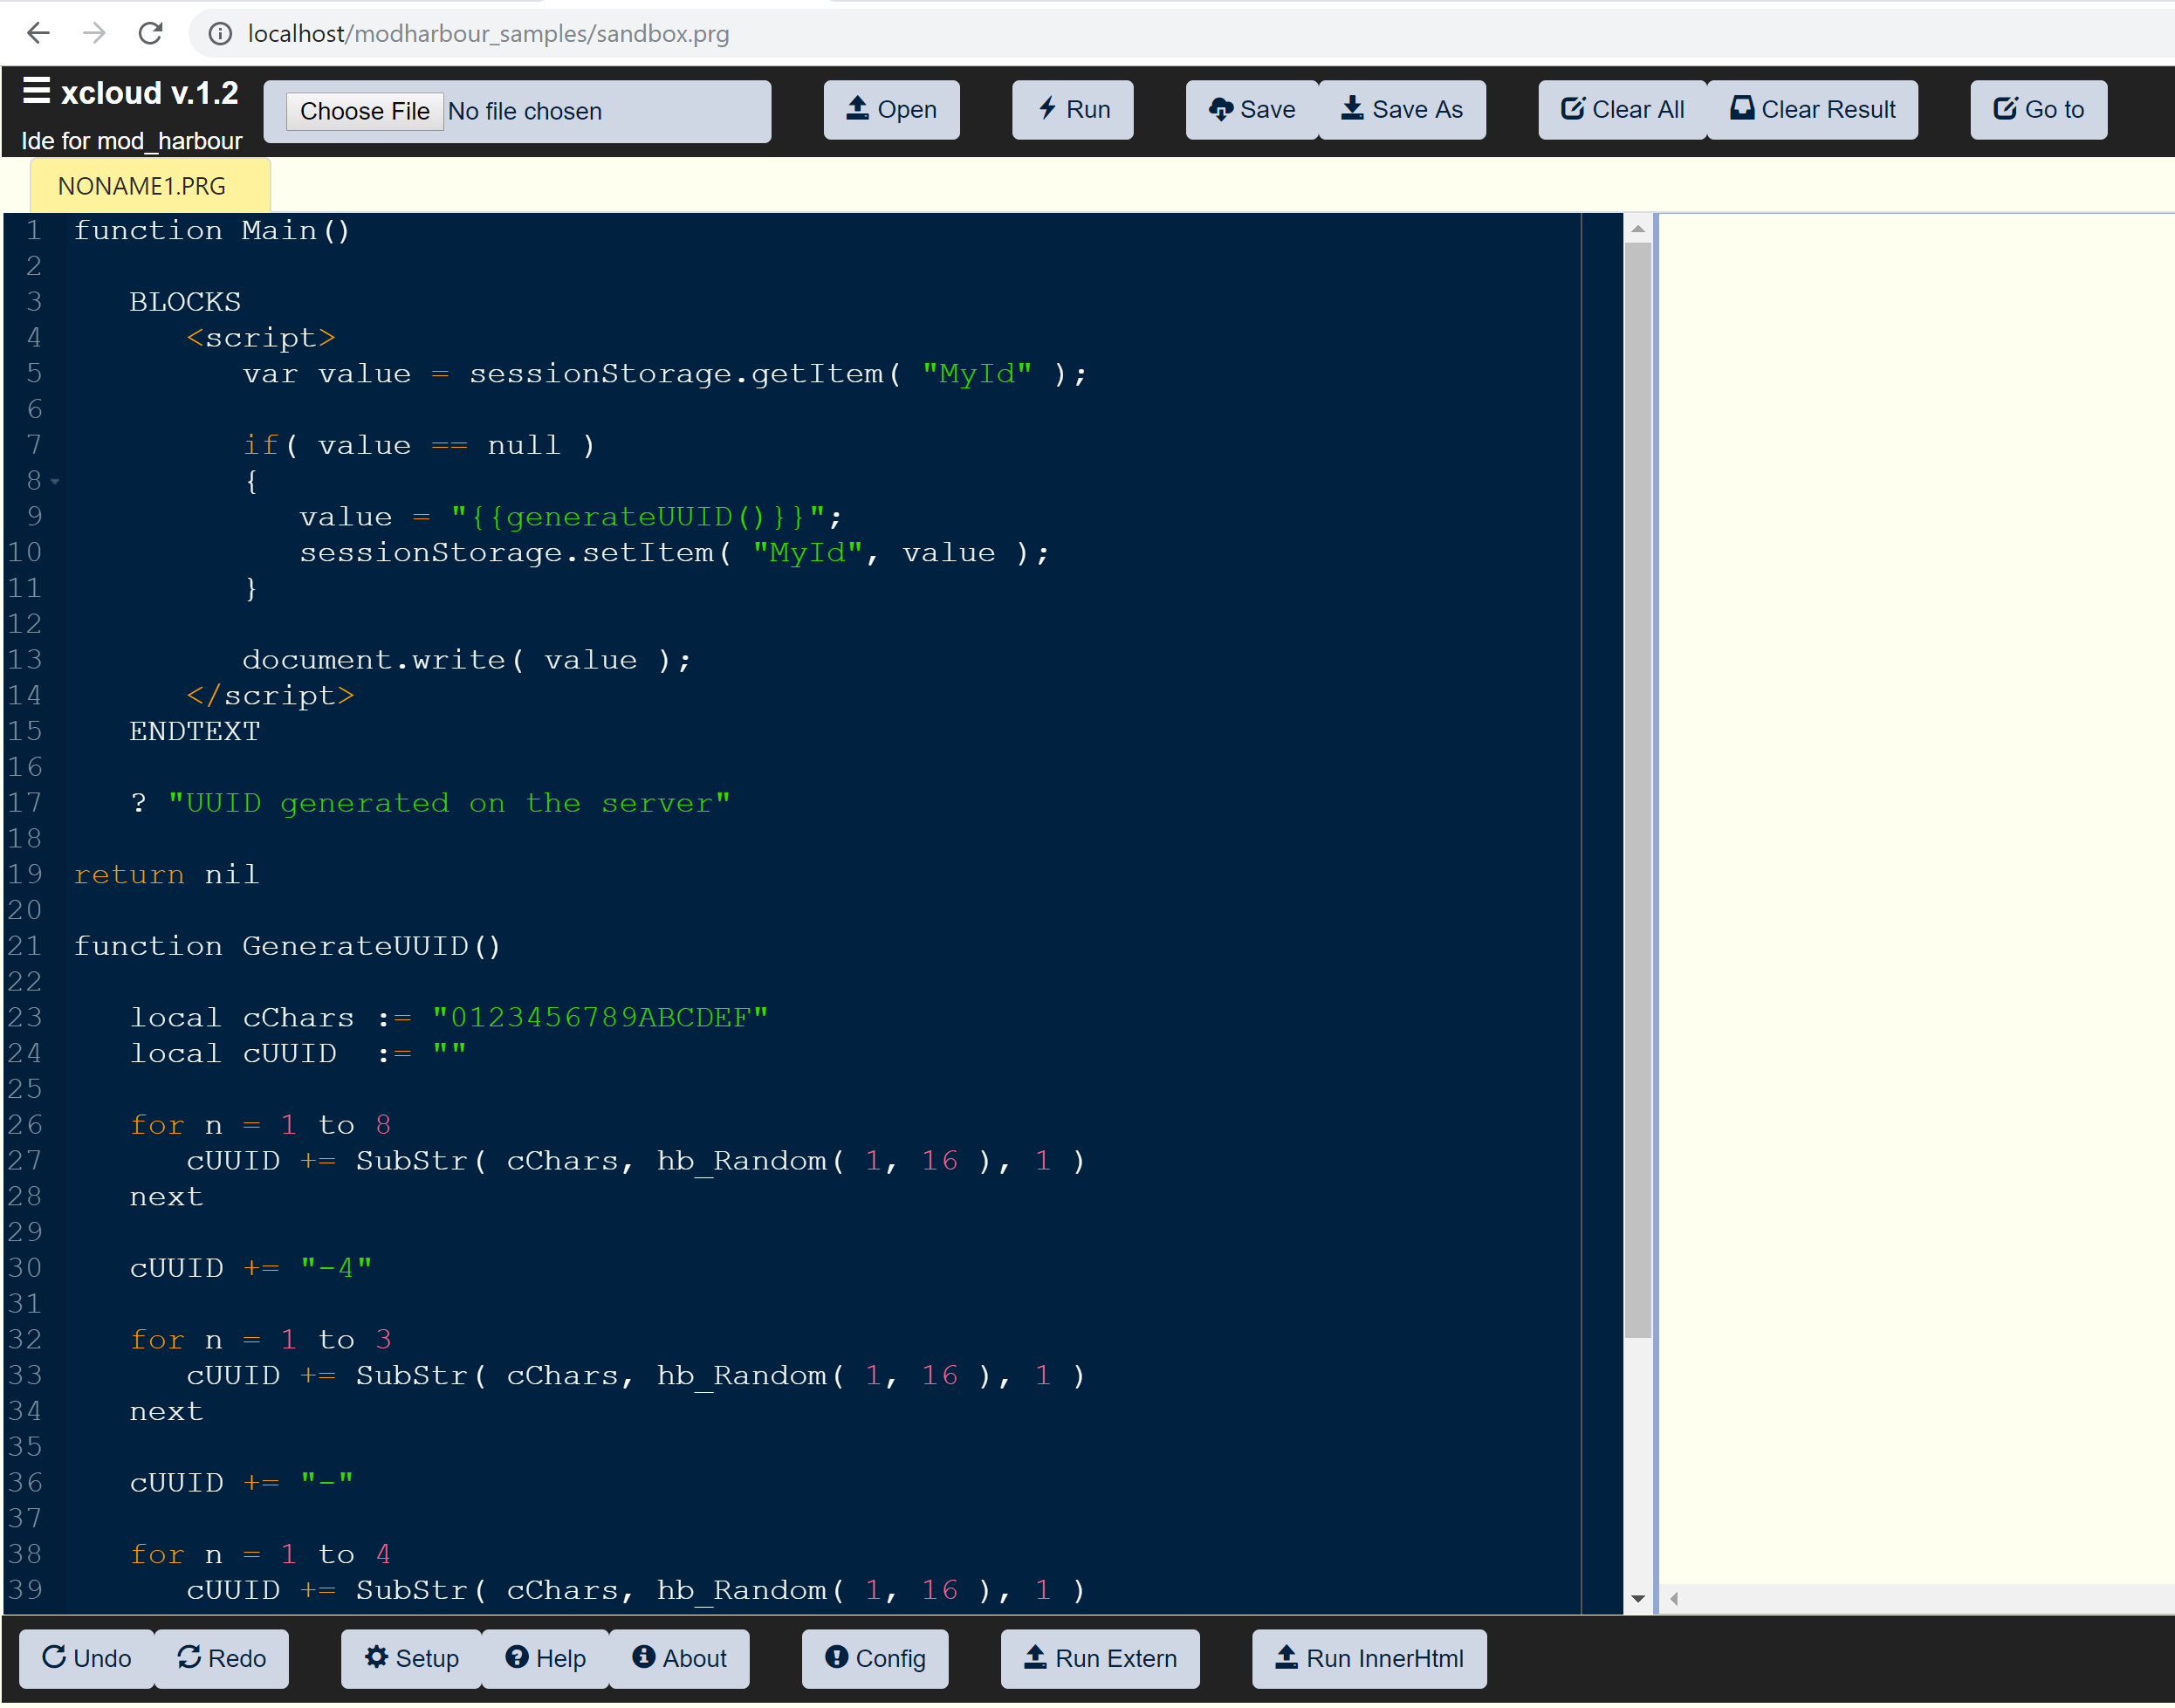 localhost/modharbour_samples/sandbox.prg
xcloud v.1.2
Ide for mod_harbour
Choose File No file chosen
Open
Run
Save
Save As
Clear All
Clear Result
Go to
NONAME1.PRG
1 function Main()
2
3    BLOCKS
4       <script>
5          var value = sessionStorage.getItem( "MyId" );
6
7          if( value == null )
8          {
9             value = "{{generateUUID()}}";
10             sessionStorage.setItem( "MyId", value );
11          }
12
13          document.write( value );
14       </script>
15    ENDTEXT
16
17    ? "UUID generated on the server"
18
19 return nil
20
21 function GenerateUUID()
22
23    local cChars := "0123456789ABCDEF"
24    local cUUID  := ""
25
26    for n = 1 to 8
27       cUUID += SubStr( cChars, hb_Random( 1, 16 ), 1 )
28    next
29
30    cUUID += "-4"
31
32    for n = 1 to 3
33       cUUID += SubStr( cChars, hb_Random( 1, 16 ), 1 )
34    next
35
36    cUUID += "-"
37
38    for n = 1 to 4
39       cUUID += SubStr( cChars, hb_Random( 1, 16 ), 1 )
Undo
Redo
Setup
Help
About
Config
Run Extern
Run InnerHtml